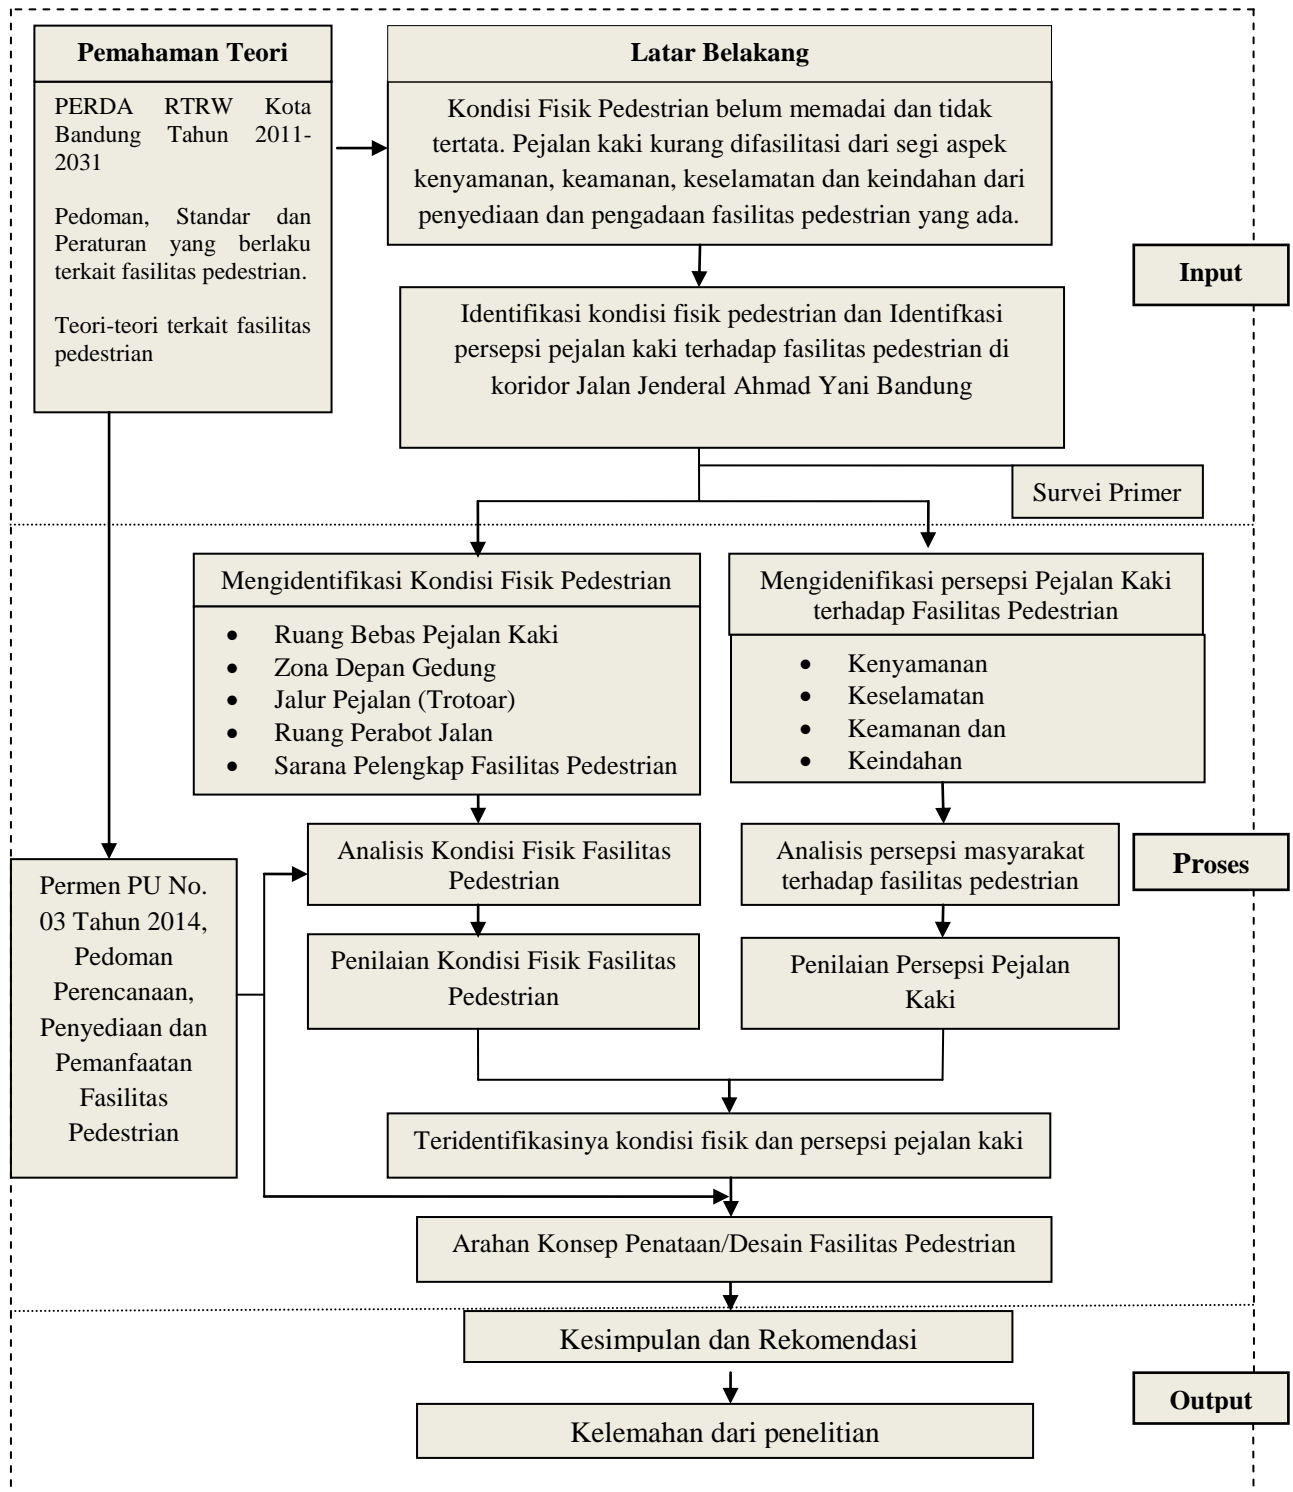 Pemahaman Teori
PERDA RTRW Kota
Bandung Tahun 2011-
2031
Pedoman, Standar dan
Peraturan yang berlaku
terkait fasilitas pedestrian.
Teori-teori terkait fasilitas
pedestrian
Latar Belakang
Kondisi Fisik Pedestrian belum memadai dan tidak
tertata. Pejalan kaki kurang difasilitasi dari segi aspek
kenyamanan, keamanan, keselamatan dan keindahan dari
penyediaan dan pengadaan fasilitas pedestrian yang ada.
Input
Identifikasi kondisi fisik pedestrian dan Identifkasi
persepsi pejalan kaki terhadap fasilitas pedestrian di
koridor Jalan Jenderal Ahmad Yani Bandung
Survei Primer
Mengidentifikasi Kondisi Fisik Pedestrian
• Ruang Bebas Pejalan Kaki
• Zona Depan Gedung
• Jalur Pejalan (Trotoar)
• Ruang Perabot Jalan
• Sarana Pelengkap Fasilitas Pedestrian
Mengidenifikasi persepsi Pejalan Kaki
terhadap Fasilitas Pedestrian
• Kenyamanan
• Keselamatan
• Keamanan dan
• Keindahan
Analisis Kondisi Fisik Fasilitas
Pedestrian
Analisis persepsi masyarakat
terhadap fasilitas pedestrian
Proses
Permen PU No.
03 Tahun 2014,
Pedoman
Perencanaan,
Penyediaan dan
Pemanfaatan
Fasilitas
Pedestrian
Penilaian Kondisi Fisik Fasilitas
Pedestrian
Penilaian Persepsi Pejalan
Kaki
Teridentifikasinya kondisi fisik dan persepsi pejalan kaki
Arahan Konsep Penataan/Desain Fasilitas Pedestrian
Kesimpulan dan Rekomendasi
Output
Kelemahan dari penelitian